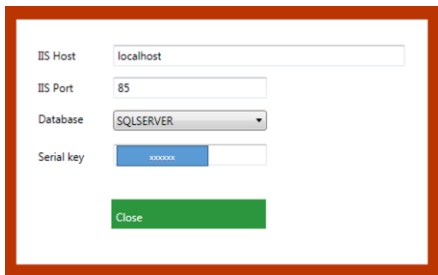 IIS Host localhost
IIS Port 85
Database SQLSERVER
Serial key xxxxxx
Close